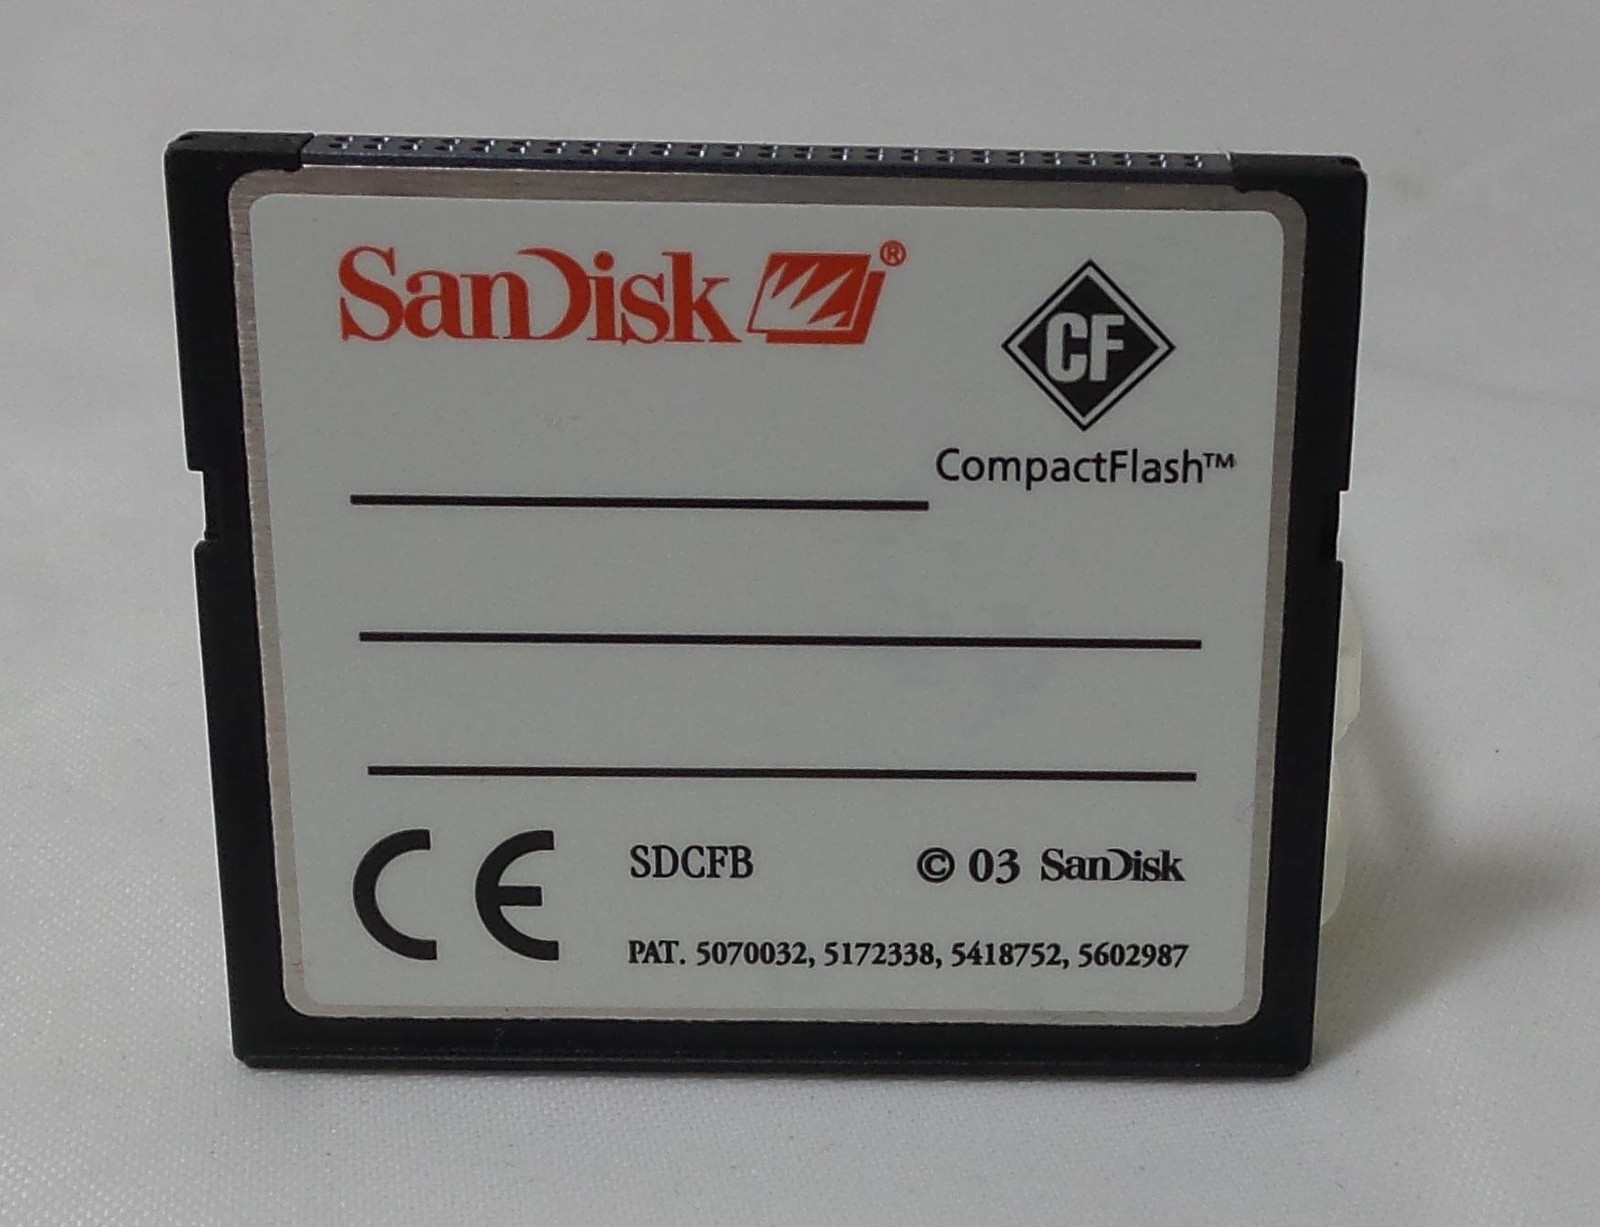 SanDisk®
CF
CompactFlash™
CE SDCFB © 03 SanDisk
PAT. 5070032, 5172338, 5418752, 5602987